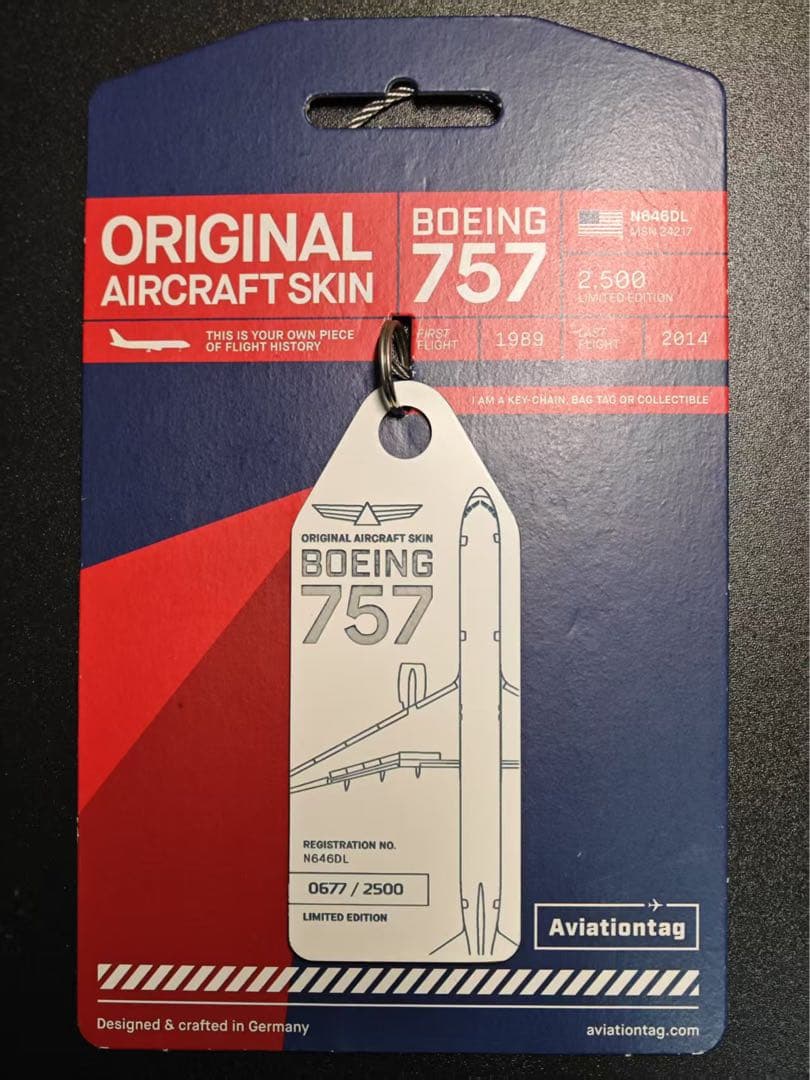 ORIGINAL
AIRCRAFT SKIN
BOEING
757
N646DL
MSN 24217
2,500
LIMITED EDITION
THIS IS YOUR OWN PIECE
OF FLIGHT HISTORY
FIRST
FLIGHT
1989
LAST
FLIGHT
2014
I AM A KEY-CHAIN, BAG TAG OR COLLECTIBLE
ORIGINAL AIRCRAFT SKIN
BOEING
757
REGISTRATION NO.
N646DL
0677 / 2500
LIMITED EDITION
Aviationtag
Designed & crafted in Germany
aviationtag.com